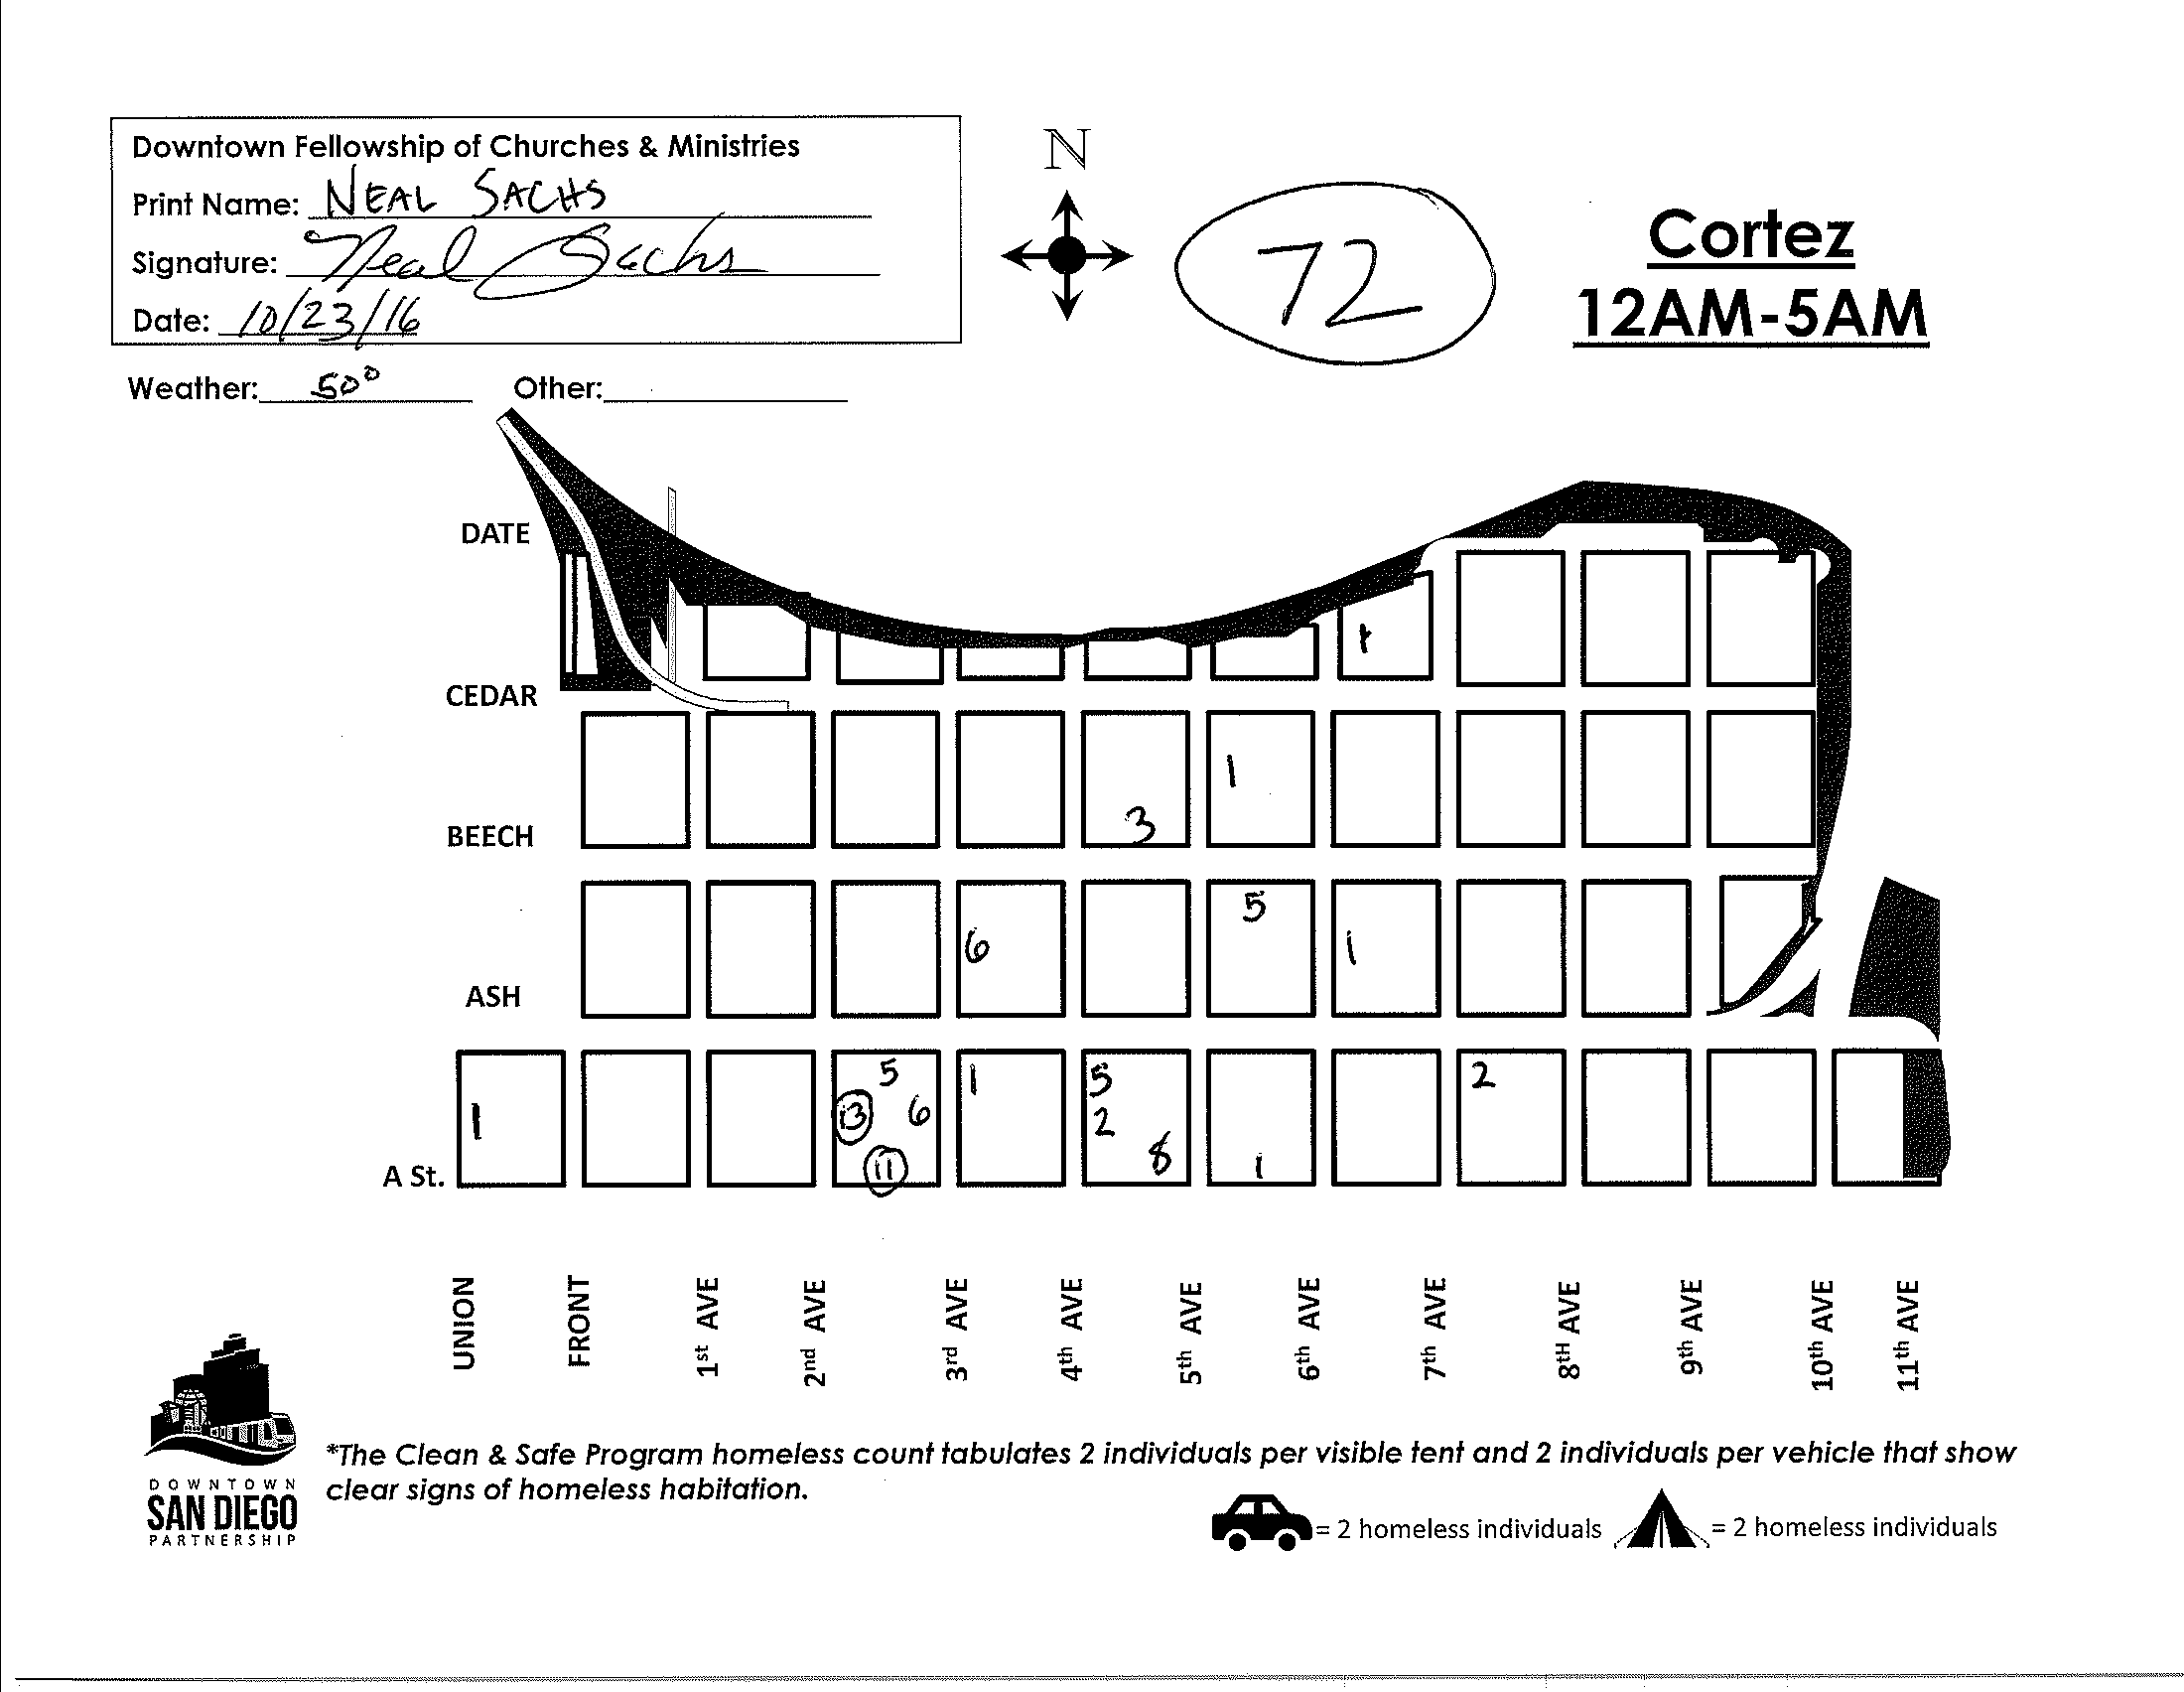 Downtown Fellowship of Churches & Ministries
Print Name: NEAL SACHS
Signature: Neal Sachs
Date: 10/23/16
Weather: 50° Other:
N
72
Cortez
12AM-5AM
DATE
CEDAR
1
3
BEECH
5
6 1
ASH
5 1 5 2
1 13 6 2
11 8 1
A St.
UNION FRONT 1st AVE 2nd AVE 3rd AVE 4th AVE 5th AVE 6th AVE 7th AVE 8TH AVE 9th AVE 10th AVE 11th AVE
*The Clean & Safe Program homeless count tabulates 2 individuals per visible tent and 2 individuals per vehicle that show
clear signs of homeless habitation.
= 2 homeless individuals = 2 homeless individuals
DOWNTOWN
SAN DIEGO
PARTNERSHIP